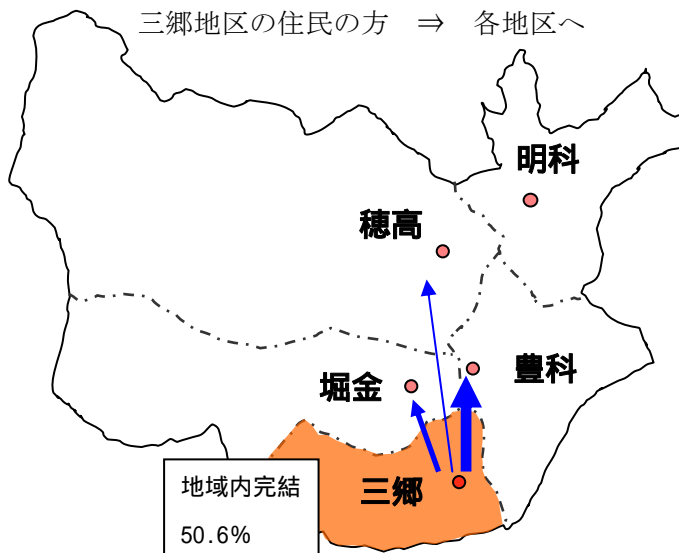 三郷地区の住民の方　⇒　各地区へ
明科
穂高
豊科
堀金
三郷
地域内完結
50.6%